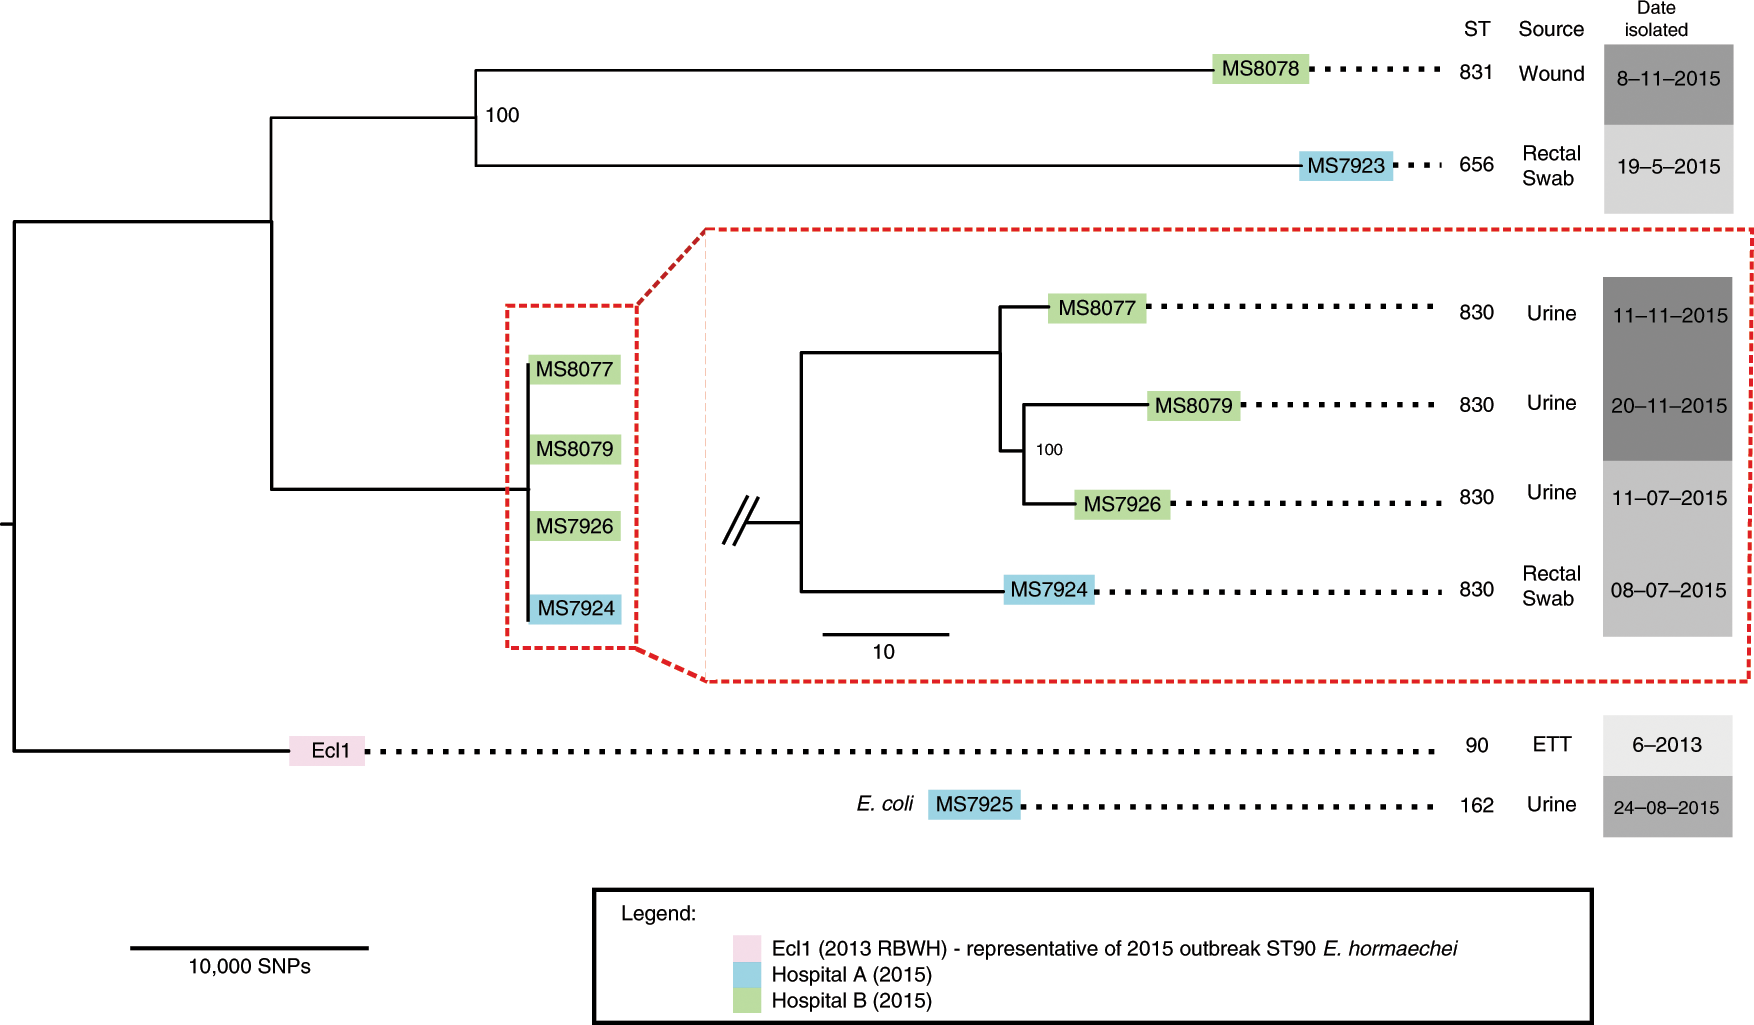 Date
isolated
ST Source
MS8078 831 Wound 8–11–2015
100
MS7923 656 Rectal
Swab 19–5–2015
MS8077 830 Urine 11–11–2015
MS8077
MS8079 830 Urine 20–11–2015
MS8079
100
MS7926 830 Urine 11–07–2015
MS7926
MS7924 830 Rectal
Swab 08–07–2015
MS7924
10
Ecl1 90 ETT 6–2013
E. coli MS7925 162 Urine 24–08–2015
10,000 SNPs
Legend:
Ecl1 (2013 RBWH) - representative of 2015 outbreak ST90 E. hormaechei
Hospital A (2015)
Hospital B (2015)